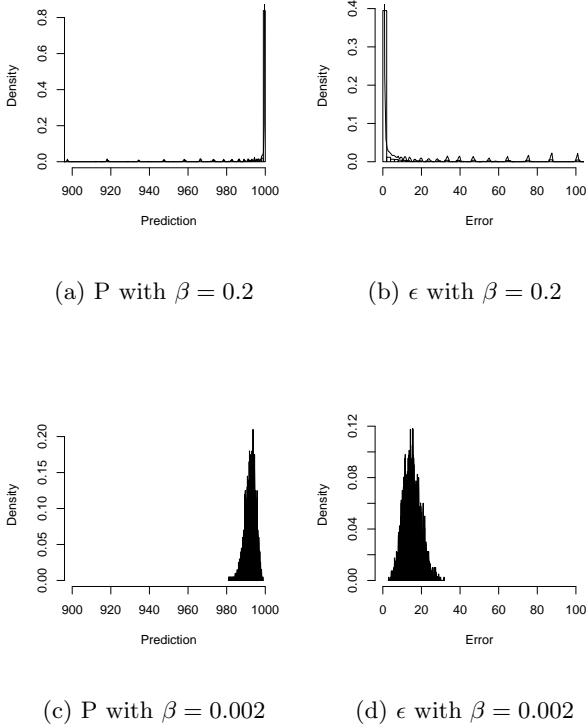 0.0 0.2 0.4 0.6 0.8
Density
900 920 940 960 980 1000
Prediction
0.0 0.1 0.2 0.3 0.4
Density
0 20 40 60 80 100
Error
(a) P with β = 0.2
(b) ϵ with β = 0.2
0.00 0.05 0.10 0.15 0.20
Density
900 920 940 960 980 1000
Prediction
0.00 0.04 0.08 0.12
Density
0 20 40 60 80 100
Error
(c) P with β = 0.002
(d) ϵ with β = 0.002